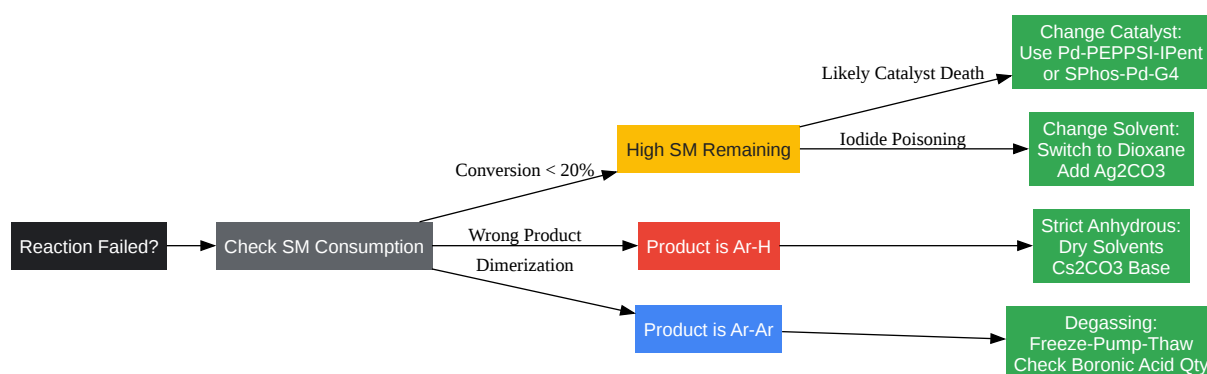 Reaction Failed?
Check SM Consumption
Conversion < 20%
Wrong Product
Dimerization
High SM Remaining
Product is Ar-H
Product is Ar-Ar
Likely Catalyst Death
Iodide Poisoning
Change Catalyst:
Use Pd-PEPPSI-IPent
or SPhos-Pd-G4
Change Solvent:
Switch to Dioxane
Add Ag2CO3
Strict Anhydrous:
Dry Solvents
Cs2CO3 Base
Degassing:
Freeze-Pump-Thaw
Check Boronic Acid Qty